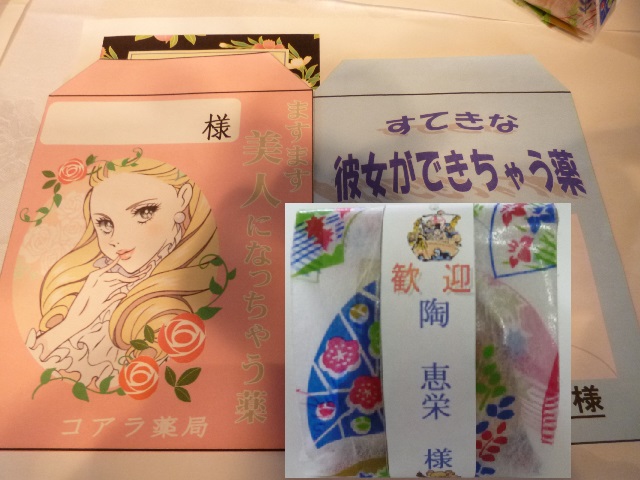 様
ますます
美人になっちゃう薬
コアラ薬局
すてきな
彼女ができちゃう薬
様
歓迎
陶 恵栄 様